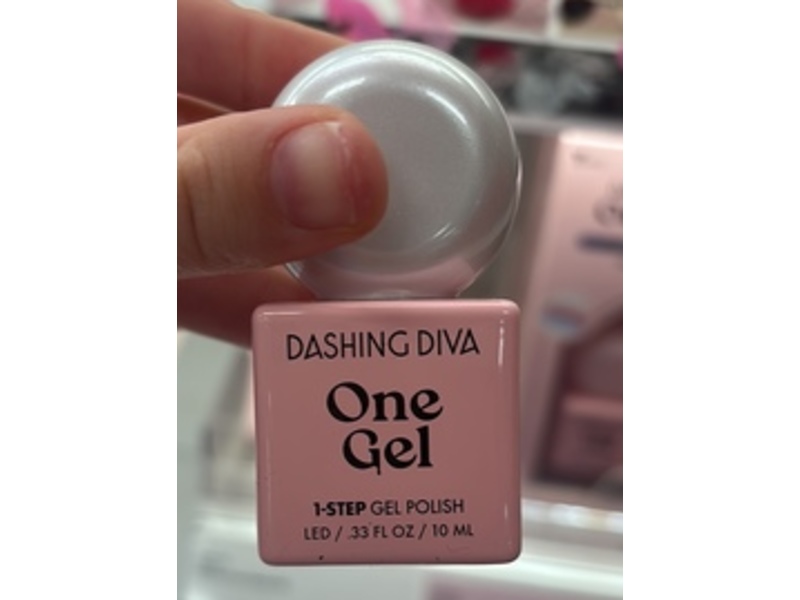 DASHING DIVA
One
Gel
1-STEP GEL POLISH
LED / .33 FL OZ / 10 ML